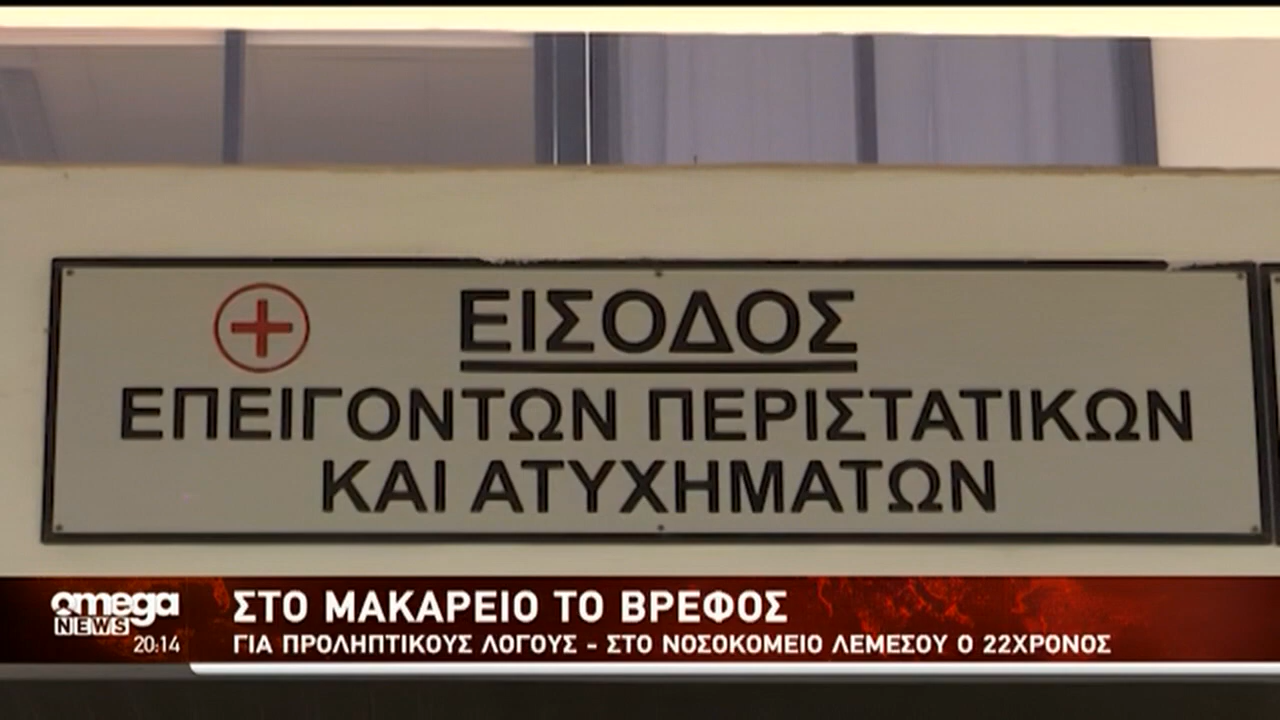 ΕΙΣΟΔΟΣ
ΕΠΕΙΓΟΝΤΩΝ ΠΕΡΙΣΤΑΤΙΚΩΝ
ΚΑΙ ΑΤΥΧΗΜΑΤΩΝ
omega
NEWS
20:14
ΣΤΟ ΜΑΚΑΡΕΙΟ ΤΟ ΒΡΕΦΟΣ
ΓΙΑ ΠΡΟΛΗΠΤΙΚΟΥΣ ΛΟΓΟΥΣ - ΣΤΟ ΝΟΣΟΚΟΜΕΙΟ ΛΕΜΕΣΟΥ Ο 22ΧΡΟΝΟΣ